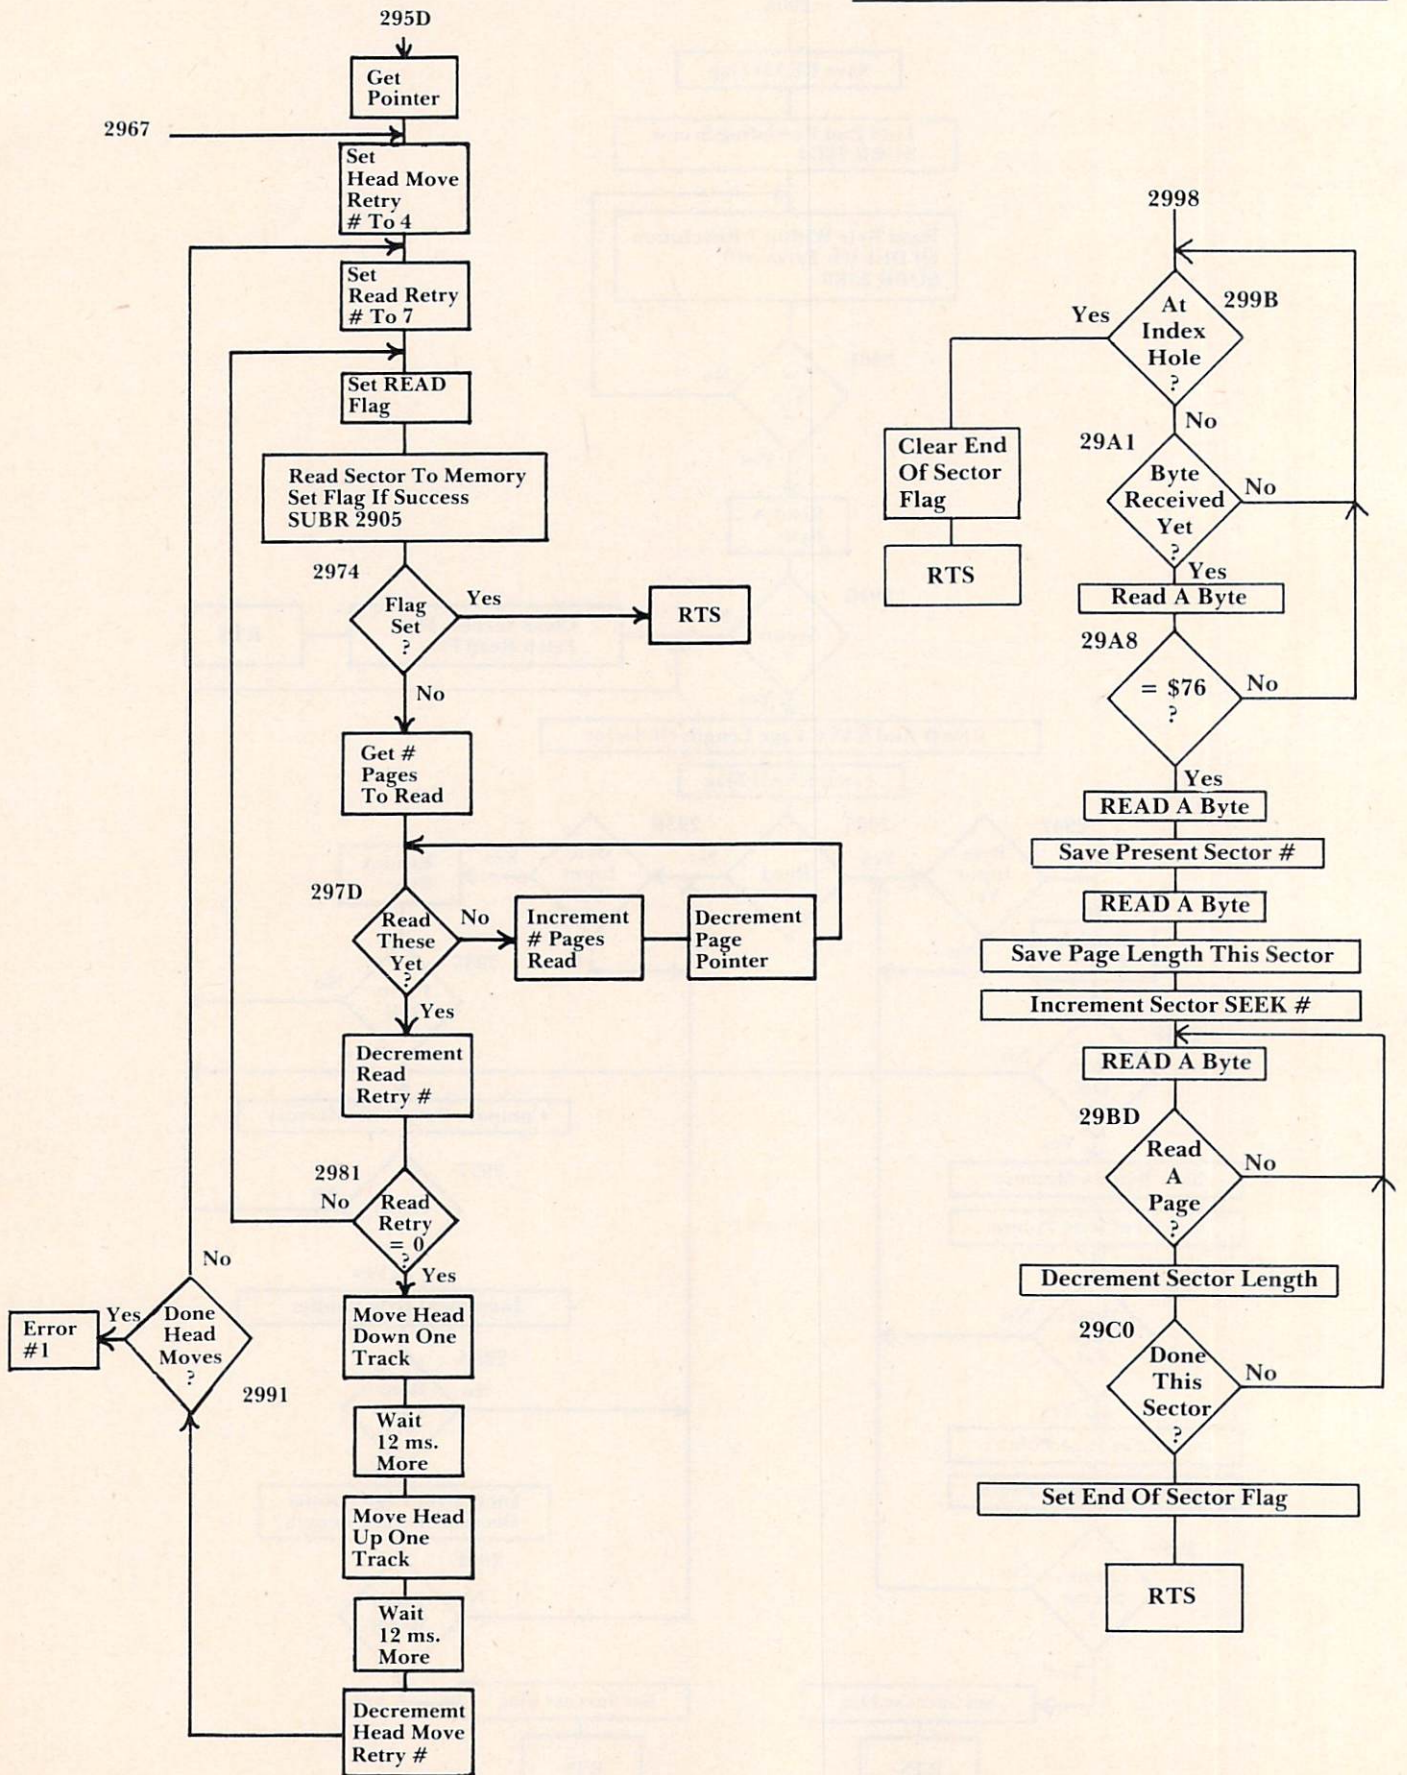 295D
Get
Pointer
2967
Set
Head Move
Retry
# To 4
Set
Read Retry
# To 7
Set READ
Flag
Read Sector To Memory
Set Flag If Success
SUBR 2905
2974
Flag
Set
?
Yes
RTS
No
Get #
Pages
To Read
297D
Read
These
Yet
?
No
Increment
# Pages
Read
Decrement
Page
Pointer
Yes
Decrement
Read
Retry #
2981
No
Read
Retry
= 0
?
Yes
Move Head
Down One
Track
Wait
12 ms.
More
Move Head
Up One
Track
Wait
12 ms.
More
Decrememt
Head Move
Retry #
No
Done
Head
Moves
?
2991
Yes
Error
#1
2998
299B
At
Index
Hole
?
Yes
Clear End
Of Sector
Flag
RTS
No
29A1
Byte
Received
Yet
?
No
Yes
Read A Byte
29A8
= $76
?
No
Yes
READ A Byte
Save Present Sector #
READ A Byte
Save Page Length This Sector
Increment Sector SEEK #
READ A Byte
29BD
Read
A
Page
?
No
Decrement Sector Length
29C0
Done
This
Sector
?
No
Set End Of Sector Flag
RTS